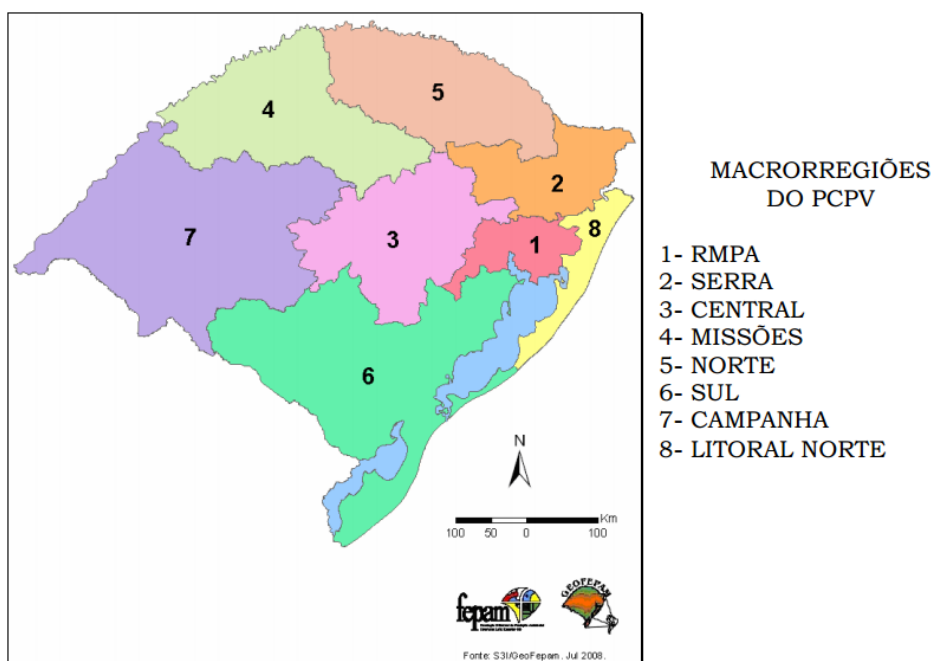 4
5
2
8
7
3
1
6
N
Km
100 50 0 100
fepam
GEOFEPAM
Fonte: S3I/GeoFepam. Jul 2008.
MACRORREGIÕES
DO PCPV
1- RMPA
2- SERRA
3- CENTRAL
4- MISSÕES
5- NORTE
6- SUL
7- CAMPANHA
8- LITORAL NORTE